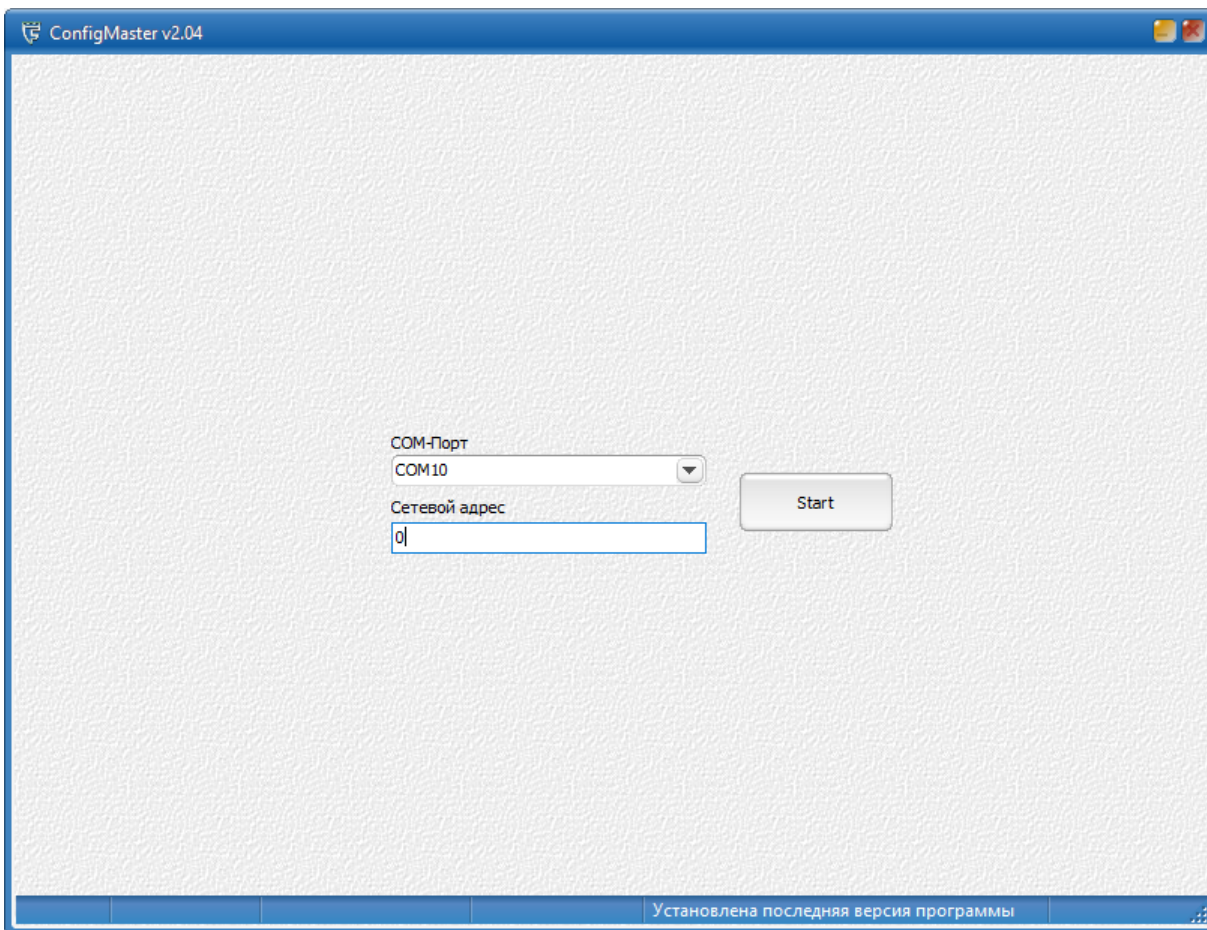 ConfigMaster v2.04
COM-Порт
COM10
Сетевой адрес
0
Start
Установлена последняя версия программы